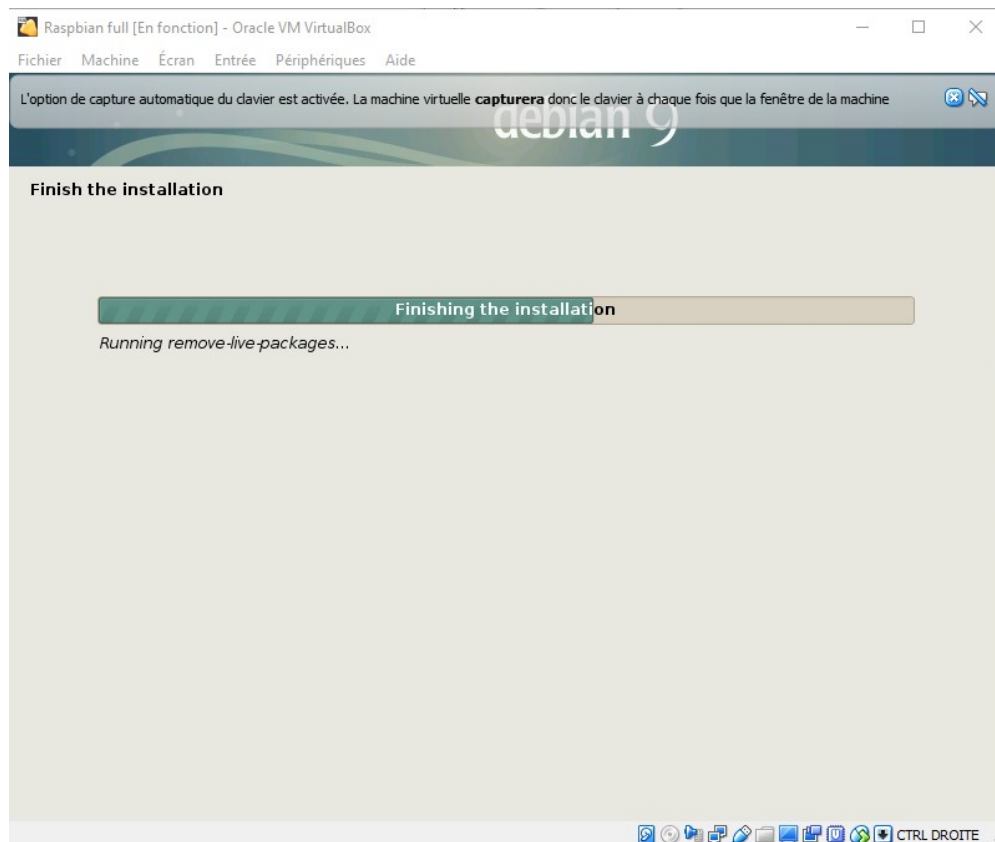 Raspbian full [En fonction] - Oracle VM VirtualBox
Fichier Machine Écran Entrée Périphériques Aide
L'option de capture automatique du clavier est activée. La machine virtuelle capturera donc le clavier à chaque fois que la fenêtre de la machine
debian 9
Finish the installation
Finishing the installation
Running remove-live-packages...
CTRL DROITE